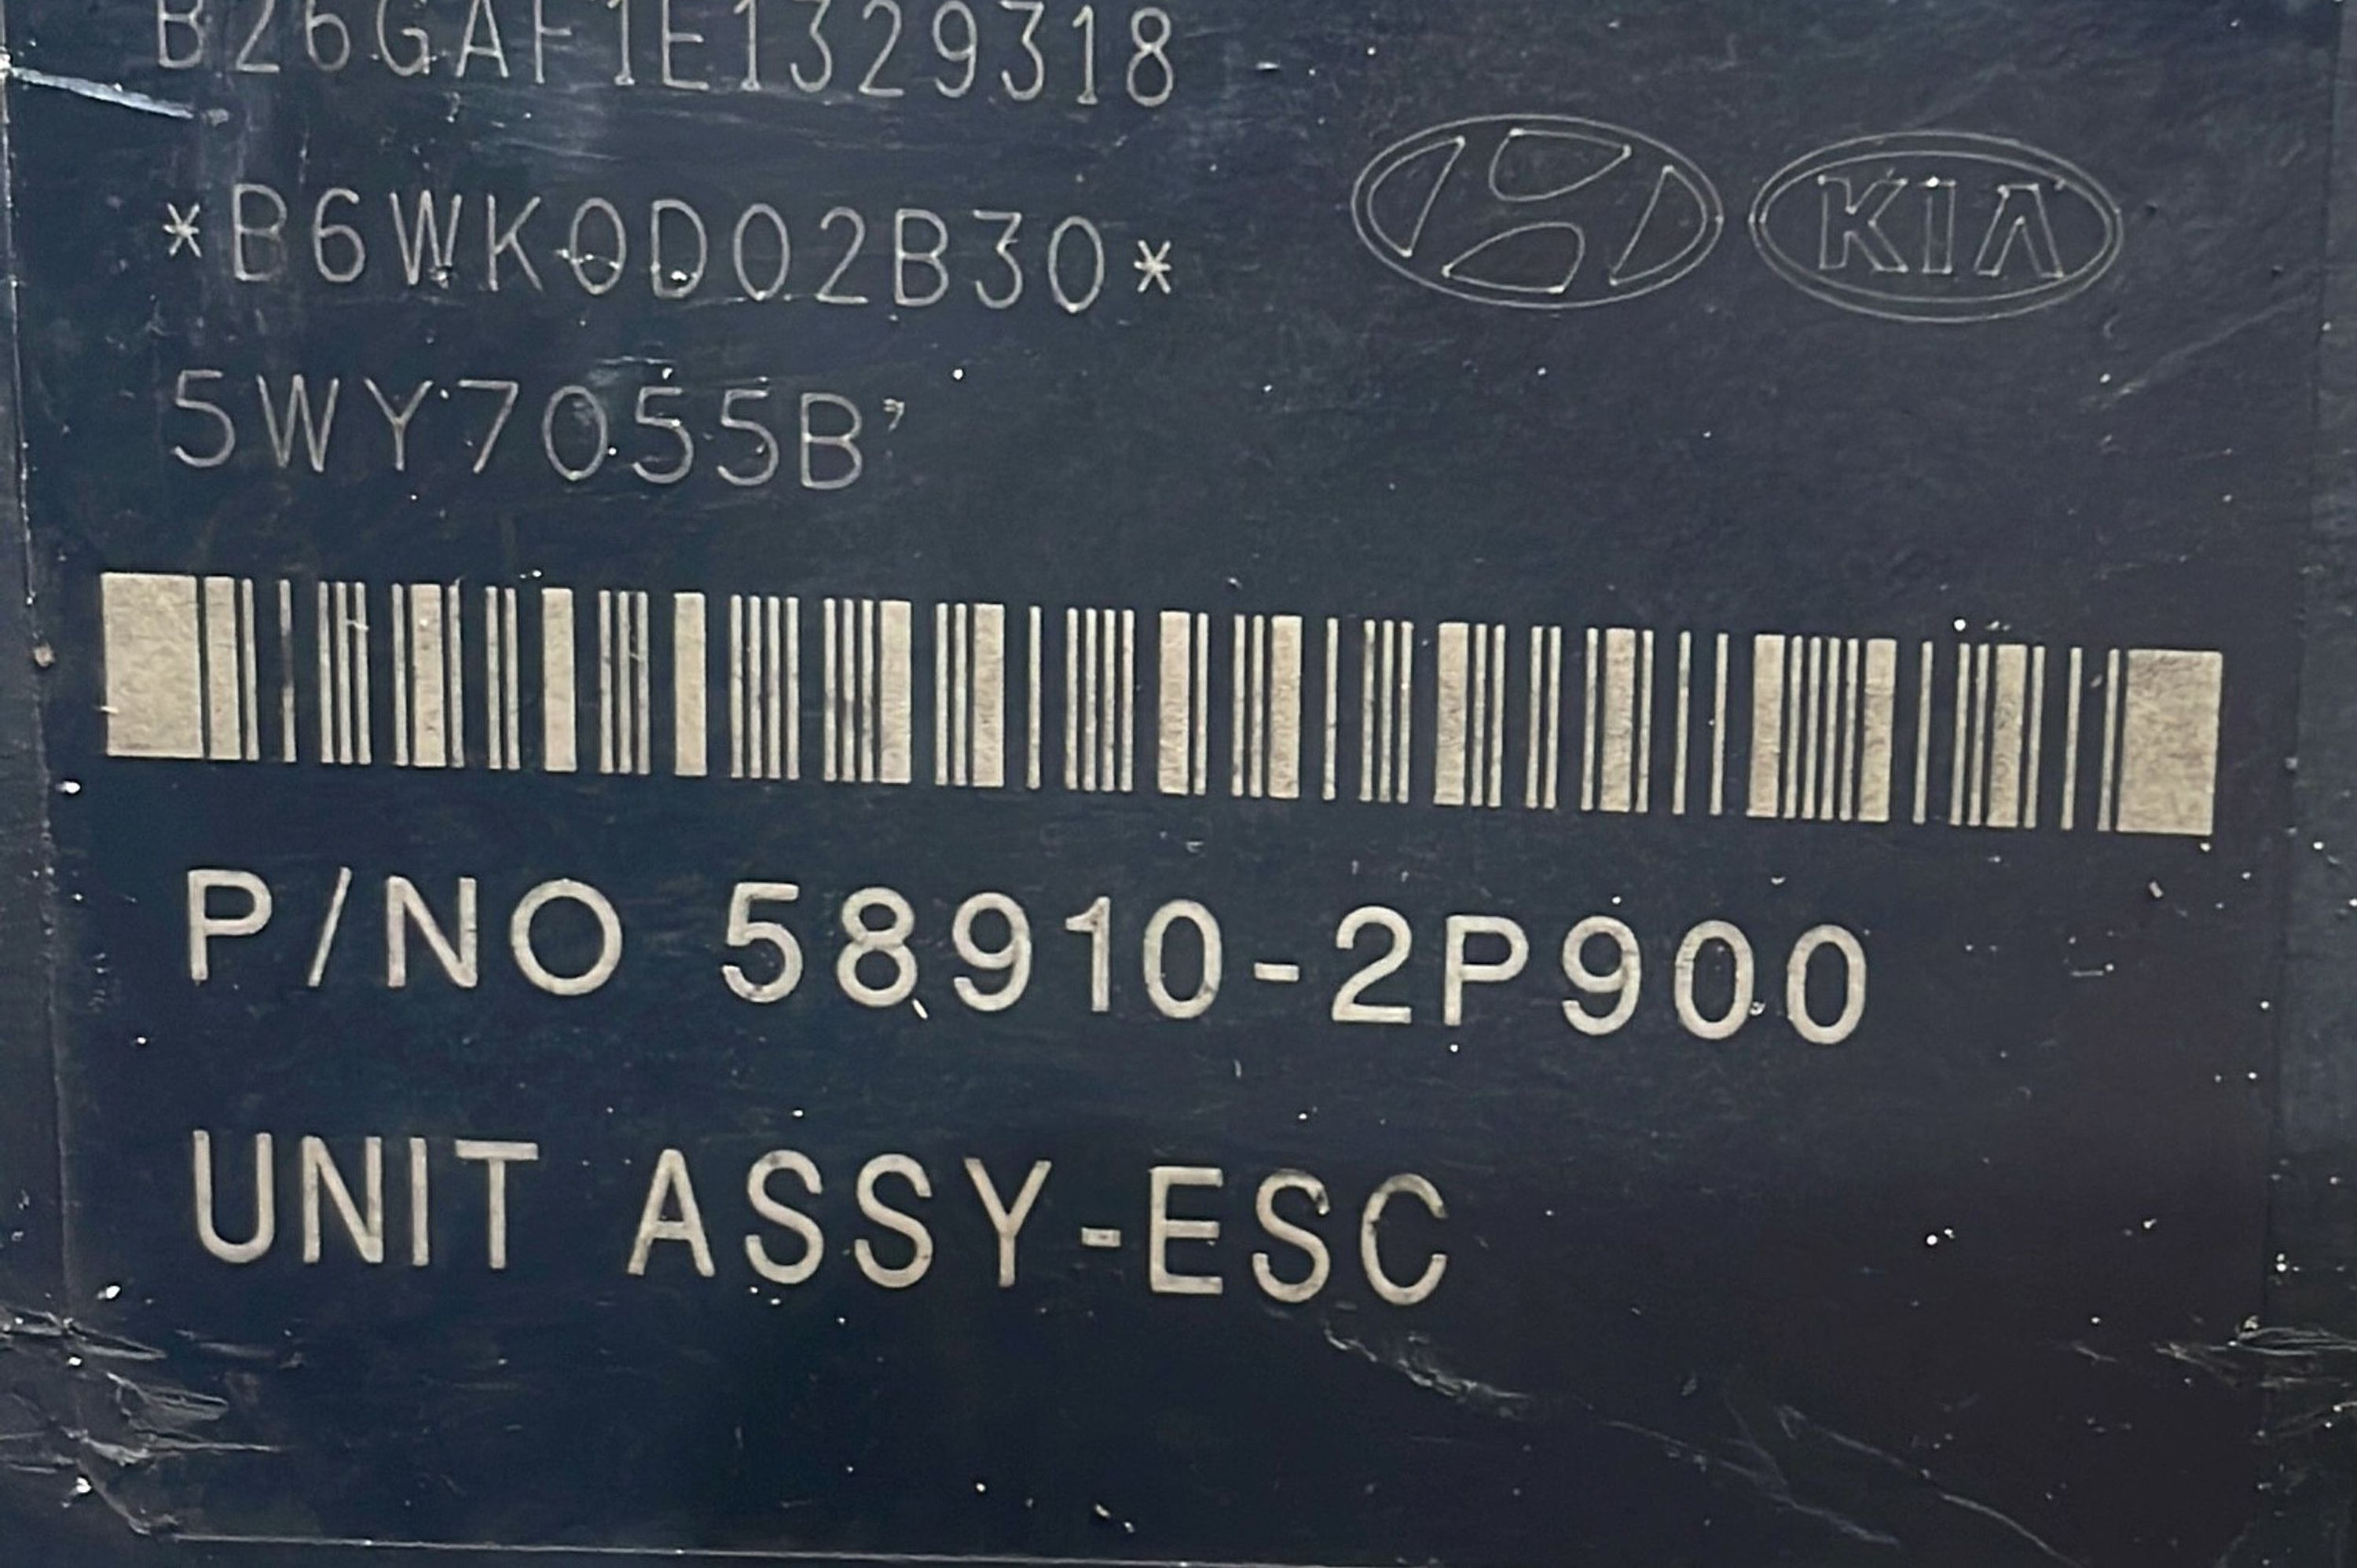 B26GAF1E1329318
*B6WK0D02B30*
KIA
5WY7055B'
P/NO 58910-2P900
UNIT ASSY-ESC